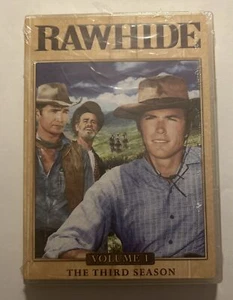 RAWHIDE
VOLUME 1
THE THIRD SEASON